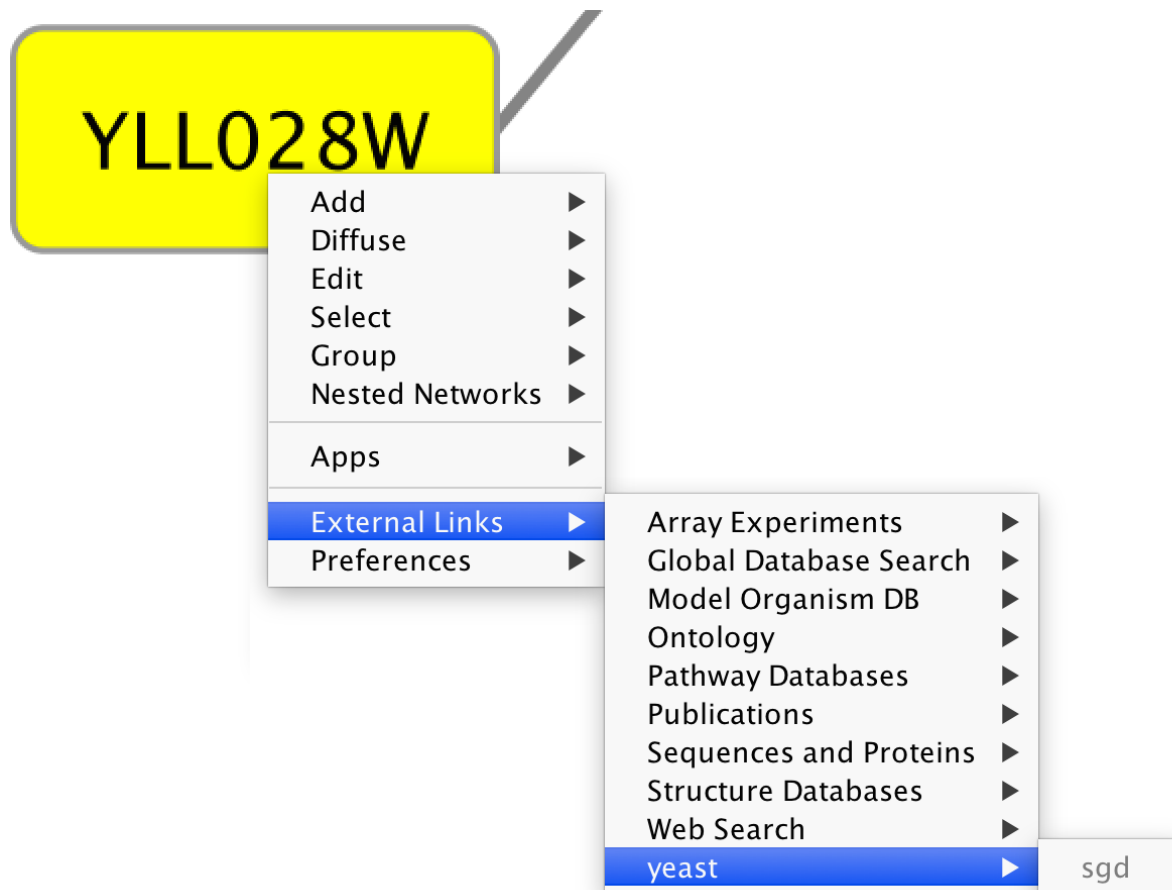 YLL028W
Add
Diffuse
Edit
Select
Group
Nested Networks
Apps
External Links
Preferences
Array Experiments
Global Database Search
Model Organism DB
Ontology
Pathway Databases
Publications
Sequences and Proteins
Structure Databases
Web Search
yeast
sgd